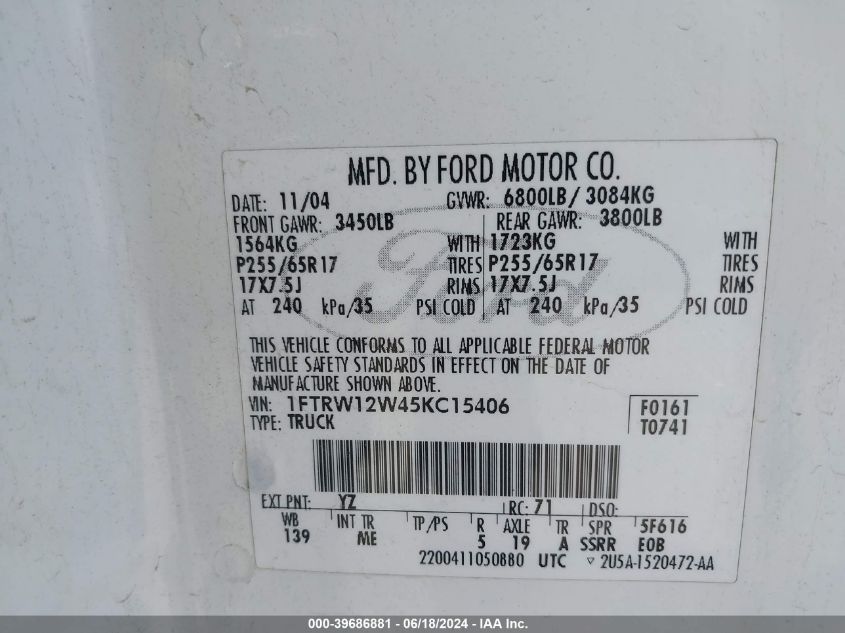 MFD. BY FORD MOTOR CO.
DATE: 11/04 GVWR: 6800LB/ 3084KG
FRONT GAWR: 3450LB REAR GAWR: 3800LB
1564KG WITH 1723KG WITH
P255/65R17 TIRES P255/65R17 TIRES
17X7.5J RIMS 17X7.5J RIMS
AT 240 kPa/35 PSI COLD AT 240 kPa/35 PSI COLD
Ford
THIS VEHICLE CONFORMS TO ALL APPLICABLE FEDERAL MOTOR
VEHICLE SAFETY STANDARDS IN EFFECT ON THE DATE OF
MANUFACTURE SHOWN ABOVE.
VIN: 1FTRW12W45KC15406 F0161
TYPE: TRUCK T0741
EXT PNT: YZ RC: 71 DSO:
WB INT TR TP/PS R AXLE TR SPR 5F616
139 ME 5 19 A SSRR EOB
2200411050880 UTC ▿ 2U5A-1520472-AA
000-39686881 - 06/18/2024 - IAA Inc.